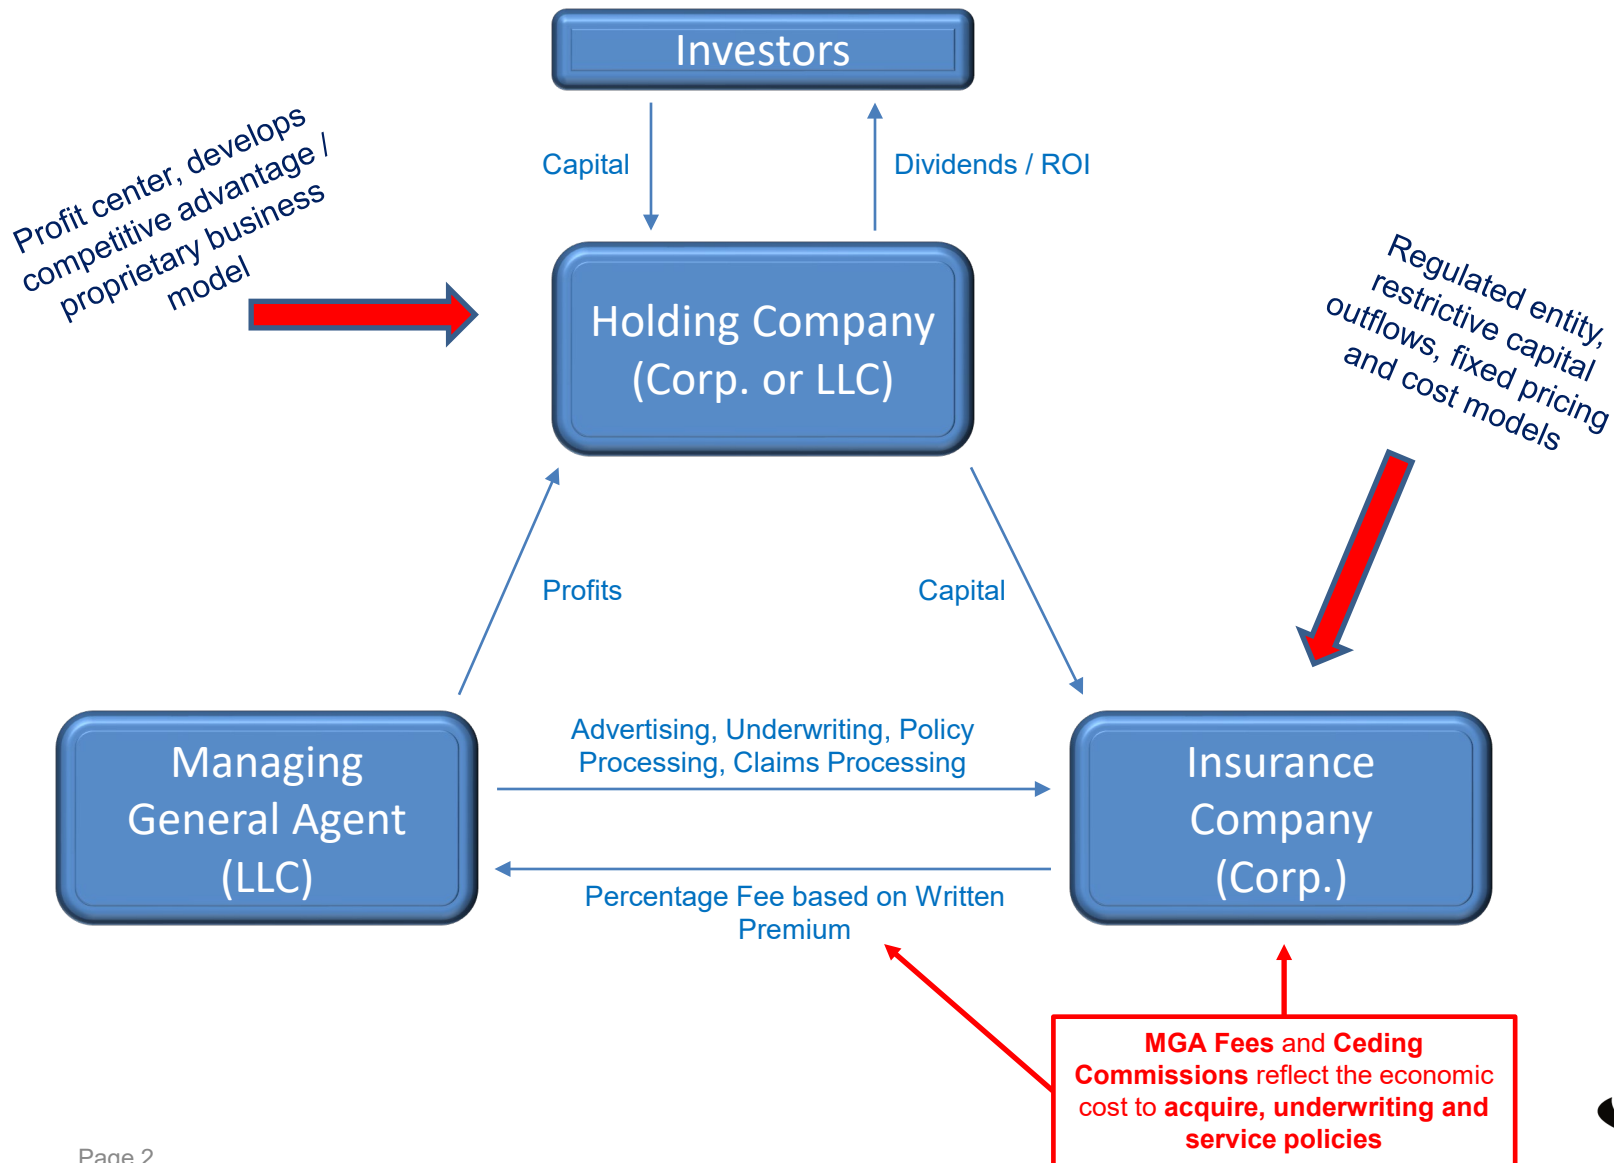 Investors
Profit center, develops
competitive advantage /
proprietary business
model
Capital
Dividends / ROI
Regulated entity,
restrictive capital
outflows, fixed pricing
and cost models
Holding Company
(Corp. or LLC)
Profits
Capital
Managing
General Agent
(LLC)
Advertising, Underwriting, Policy
Processing, Claims Processing
Insurance
Company
(Corp.)
Percentage Fee based on Written
Premium
MGA Fees and Ceding
Commissions reflect the economic
cost to acquire, underwriting and
service policies
Page 2